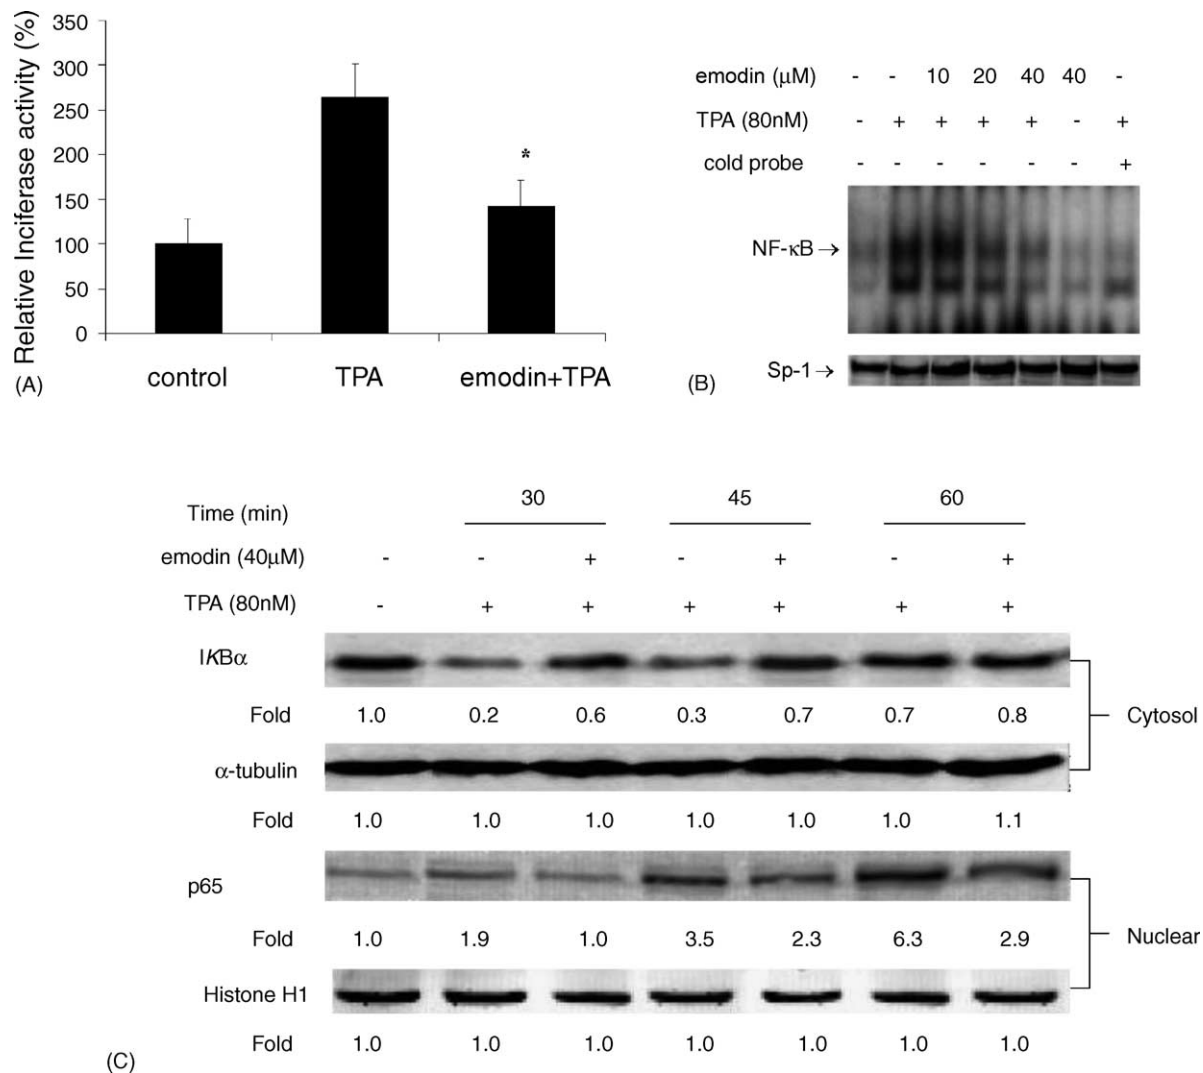 Relative Inciferase activity (%)
350
300
250
200
150
100
50
0
*
control TPA emodin+TPA
(A)
emodin (μM) - - 10 20 40 40 -
TPA (80nM) - + + + + - +
cold probe - - - - - - +
NF-κB →
Sp-1 →
(B)
Time (min) 30 45 60
emodin (40μM) - - + - + - +
TPA (80nM) - + + + + + +
IKBα
Fold 1.0 0.2 0.6 0.3 0.7 0.7 0.8
Cytosol
α-tubulin
Fold 1.0 1.0 1.0 1.0 1.0 1.0 1.1
p65
Fold 1.0 1.9 1.0 3.5 2.3 6.3 2.9
Nuclear
Histone H1
Fold 1.0 1.0 1.0 1.0 1.0 1.0 1.0
(C)